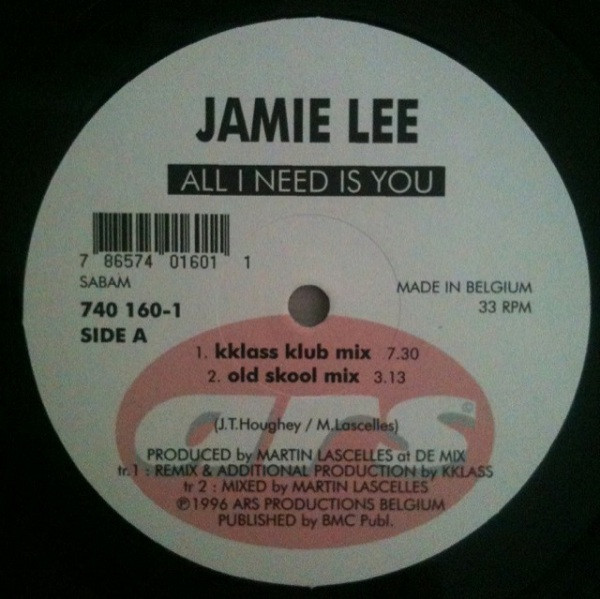 JAMIE LEE
ALL I NEED IS YOU
7 86574 01601 1
SABAM
740 160-1
SIDE A
MADE IN BELGIUM
33 RPM
1. kklass klub mix 7.30
2. old skool mix 3.13
ars ©
(J.T.Houghey / M.Lascelles)
PRODUCED by MARTIN LASCELLES at DE MIX
tr.1 : REMIX & ADDITIONAL PRODUCTION by KKLASS
tr 2 : MIXED by MARTIN LASCELLES
℗1996 ARS PRODUCTIONS BELGIUM
PUBLISHED by BMC Publ.